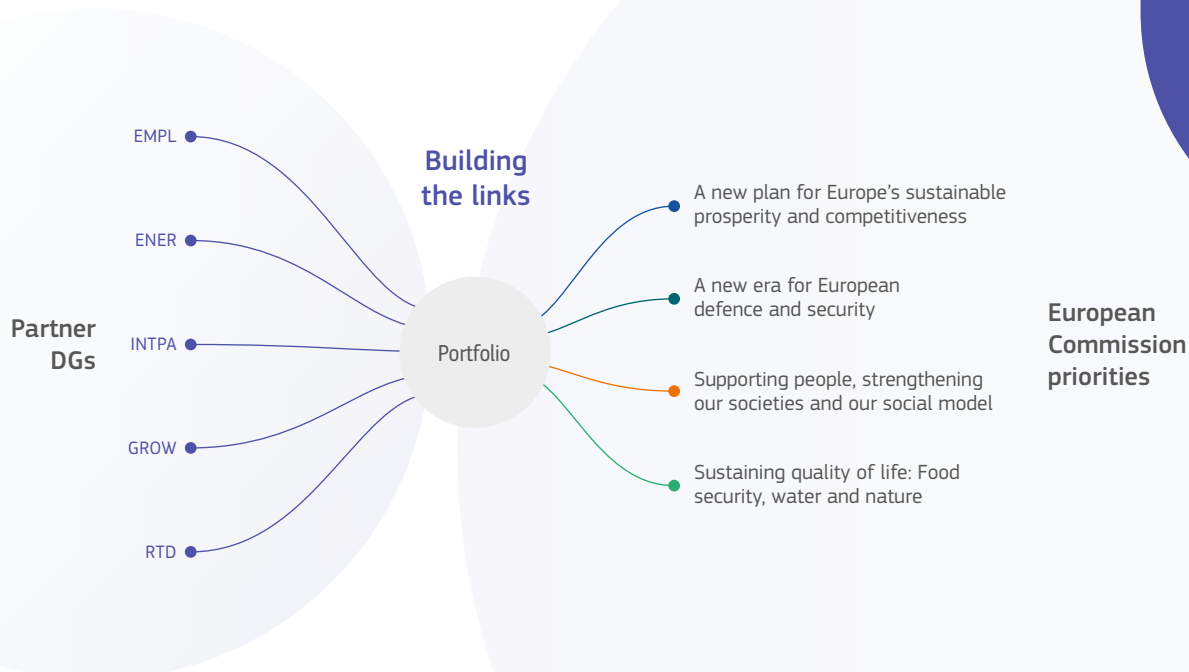 Building
the links
Partner
DGs
EMPL
ENER
INTPA
GROW
RTD
Portfolio
A new plan for Europe’s sustainable
prosperity and competitiveness
A new era for European
defence and security
Supporting people, strengthening
our societies and our social model
Sustaining quality of life: Food
security, water and nature
European
Commission
priorities